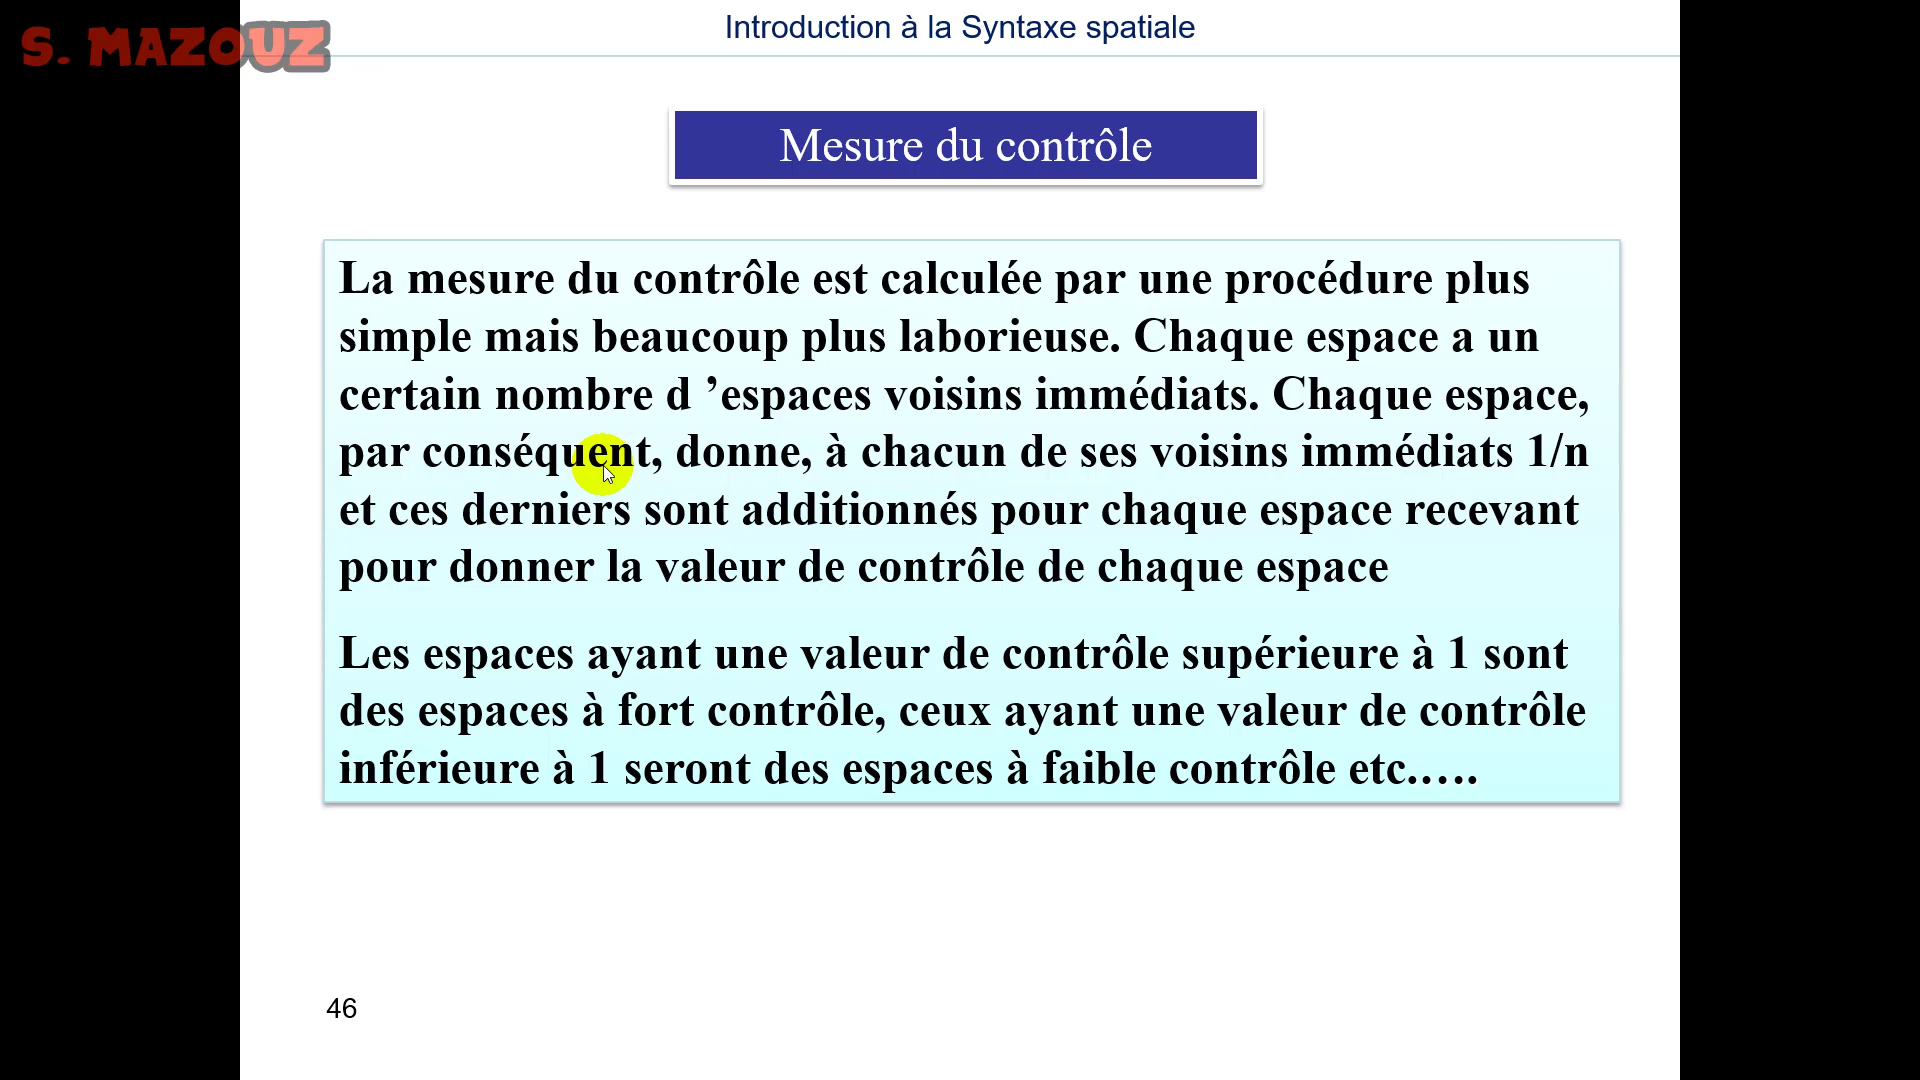 Introduction à la Syntaxe spatiale
S. MAZOUZ
Mesure du contrôle
La mesure du contrôle est calculée par une procédure plus
simple mais beaucoup plus laborieuse. Chaque espace a un
certain nombre d ’espaces voisins immédiats. Chaque espace,
par conséquent, donne, à chacun de ses voisins immédiats 1/n
et ces derniers sont additionnés pour chaque espace recevant
pour donner la valeur de contrôle de chaque espace
Les espaces ayant une valeur de contrôle supérieure à 1 sont
des espaces à fort contrôle, ceux ayant une valeur de contrôle
inférieure à 1 seront des espaces à faible contrôle etc.….
46